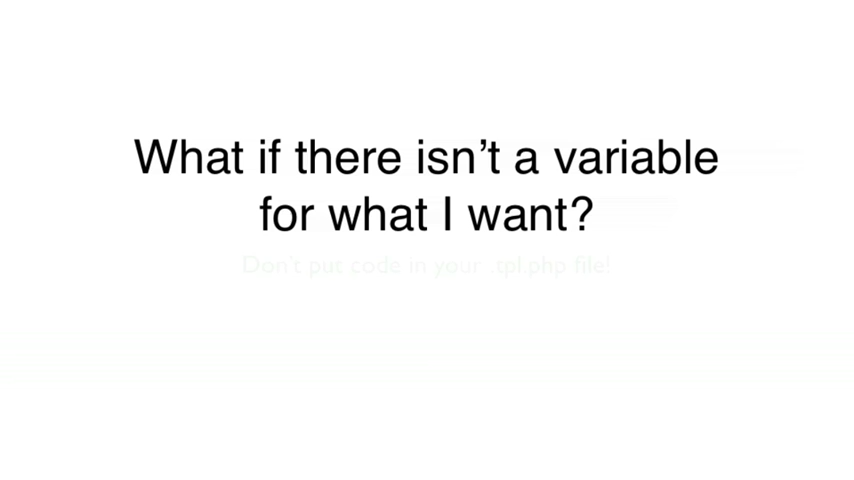 What if there isn’t a variable
for what I want?
Don’t put code in your .tpl.php file!